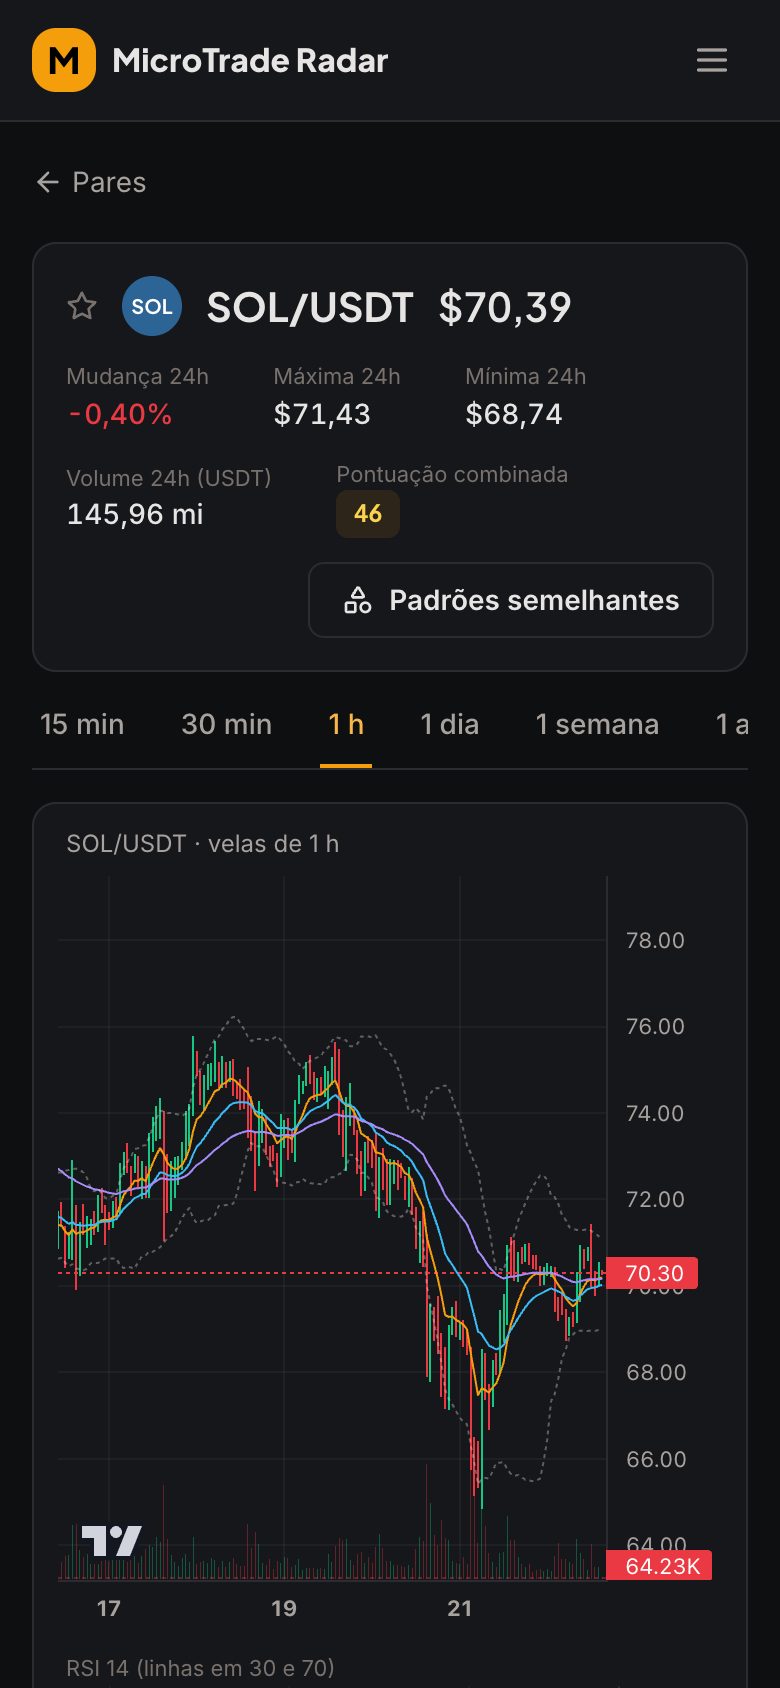 M MicroTrade Radar
← Pares
SOL SOL/USDT $70,39
Mudança 24h Máxima 24h Mínima 24h
-0,40% $71,43 $68,74
Volume 24h (USDT) Pontuação combinada
145,96 mi 46
Padrões semelhantes
15 min 30 min 1 h 1 dia 1 semana 1 a
SOL/USDT · velas de 1 h
78.00
76.00
74.00
72.00
70.30
70.00
68.00
66.00
64.00
64.23K
17 19 21
RSI 14 (linhas em 30 e 70)